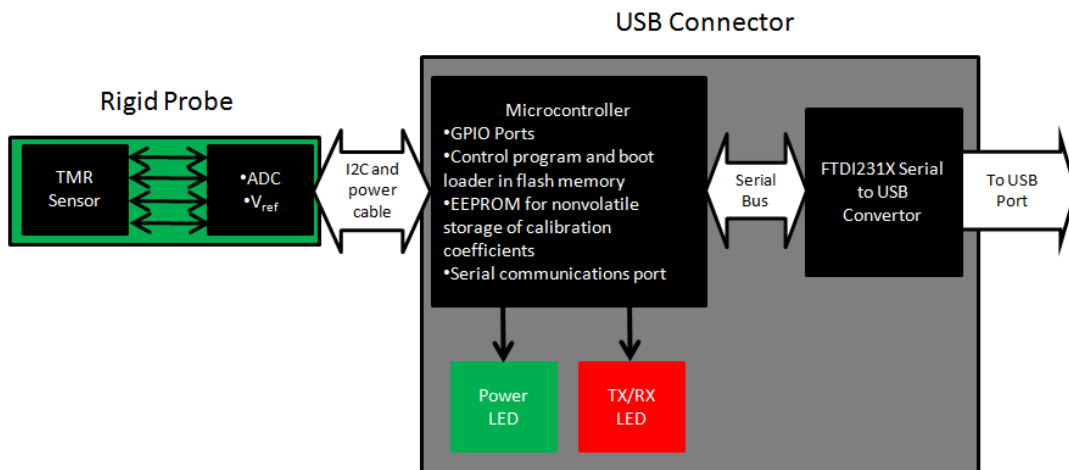 USB Connector
Rigid Probe
TMR
Sensor
•ADC
•Vref
I2C and
power
cable
Microcontroller
•GPIO Ports
•Control program and boot
loader in flash memory
•EEPROM for nonvolatile
storage of calibration
coefficients
•Serial communications port
Serial
Bus
FTDI231X Serial
to USB
Convertor
To USB
Port
Power
LED
TX/RX
LED